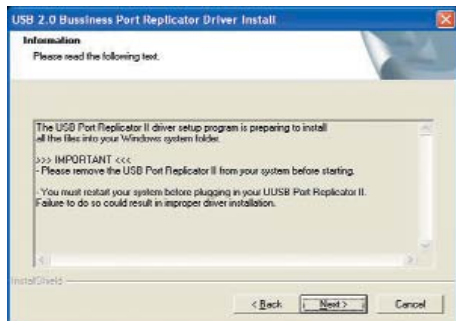 USB 2.0 Bussiness Port Replicator Driver Install
Information
Please read the following text.
The USB Port Replicator II driver setup program is preparing to install
all the files into your Windows system folder.
>>> IMPORTANT <<<
- Please remove the USB Port Replicator II from your system before starting.
- You must restart your system before plugging in your UUSB Port Replicator II.
Failure to do so could result in improper driver installation.
InstallShield
< Back
Next >
Cancel